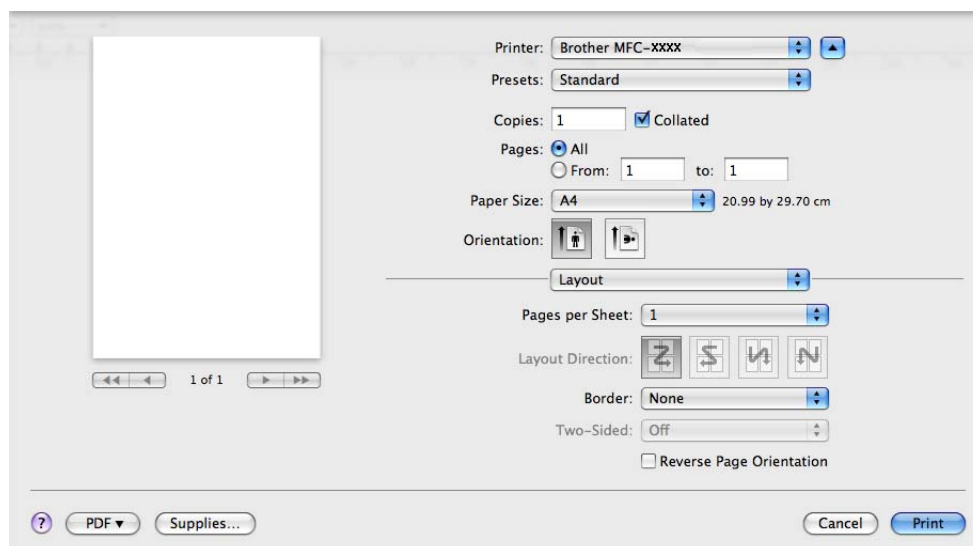 Printer: Brother MFC-XXXX
Presets: Standard
Copies: 1 Collated
Pages: All
From: 1 to: 1
Paper Size: A4 20.99 by 29.70 cm
Orientation:
Layout
Pages per Sheet: 1
Layout Direction:
1 of 1
Border: None
Two-Sided: Off
Reverse Page Orientation
? PDF Supplies... Cancel Print